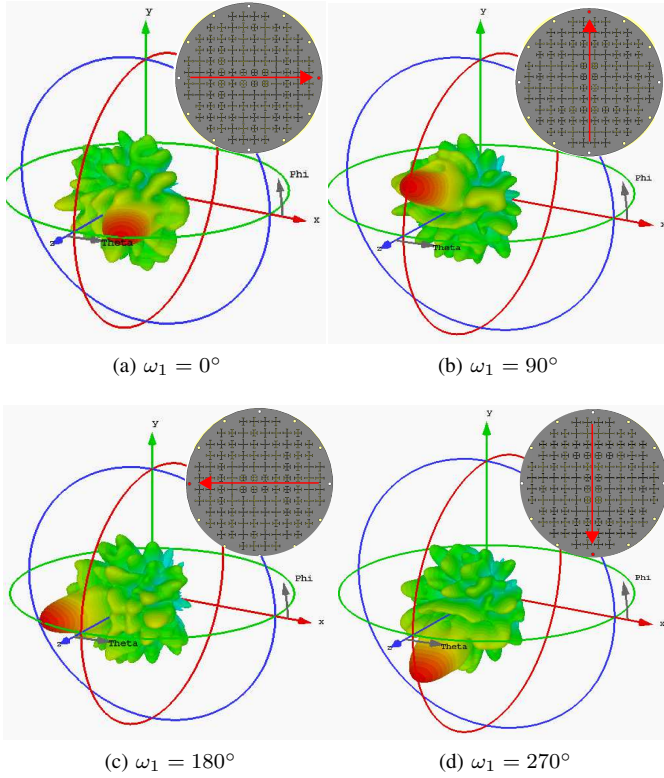 y
Phi
x
z
Theta
(a) ω₁ = 0°
y
Phi
x
z
Theta
(b) ω₁ = 90°
y
Phi
x
z
Theta
(c) ω₁ = 180°
y
Phi
x
z
Theta
(d) ω₁ = 270°